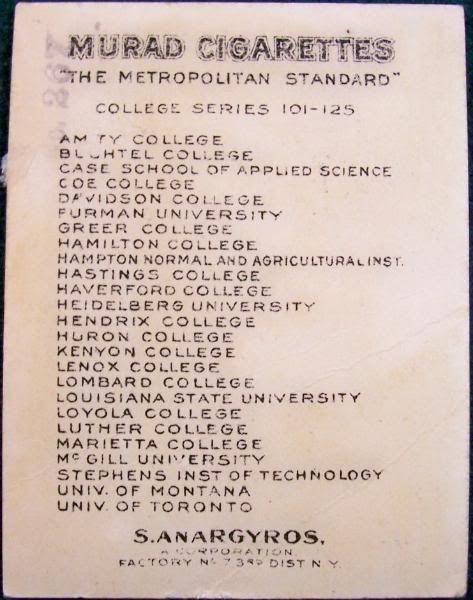 MURAD CIGARETTES
"THE METROPOLITAN STANDARD"
COLLEGE SERIES 101-125
AMITY COLLEGE
BUCHTEL COLLEGE
CASE SCHOOL OF APPLIED SCIENCE
COE COLLEGE
DAVIDSON COLLEGE
FURMAN UNIVERSITY
GREER COLLEGE
HAMILTON COLLEGE
HAMPTON NORMAL AND AGRICULTURAL INST.
HASTINGS COLLEGE
HAVERFORD COLLEGE
HEIDELBERG UNIVERSITY
HENDRIX COLLEGE
HURON COLLEGE
KENYON COLLEGE
LENOX COLLEGE
LOMBARD COLLEGE
LOUISIANA STATE UNIVERSITY
LOYOLA COLLEGE
LUTHER COLLEGE
MARIETTA COLLEGE
McGILL UNIVERSITY
STEPHENS INST OF TECHNOLOGY
UNIV. OF MONTANA
UNIV. OF TORONTO
S. ANARGYROS,
A CORPORATION.
FACTORY No 7 3RD DIST N.Y.